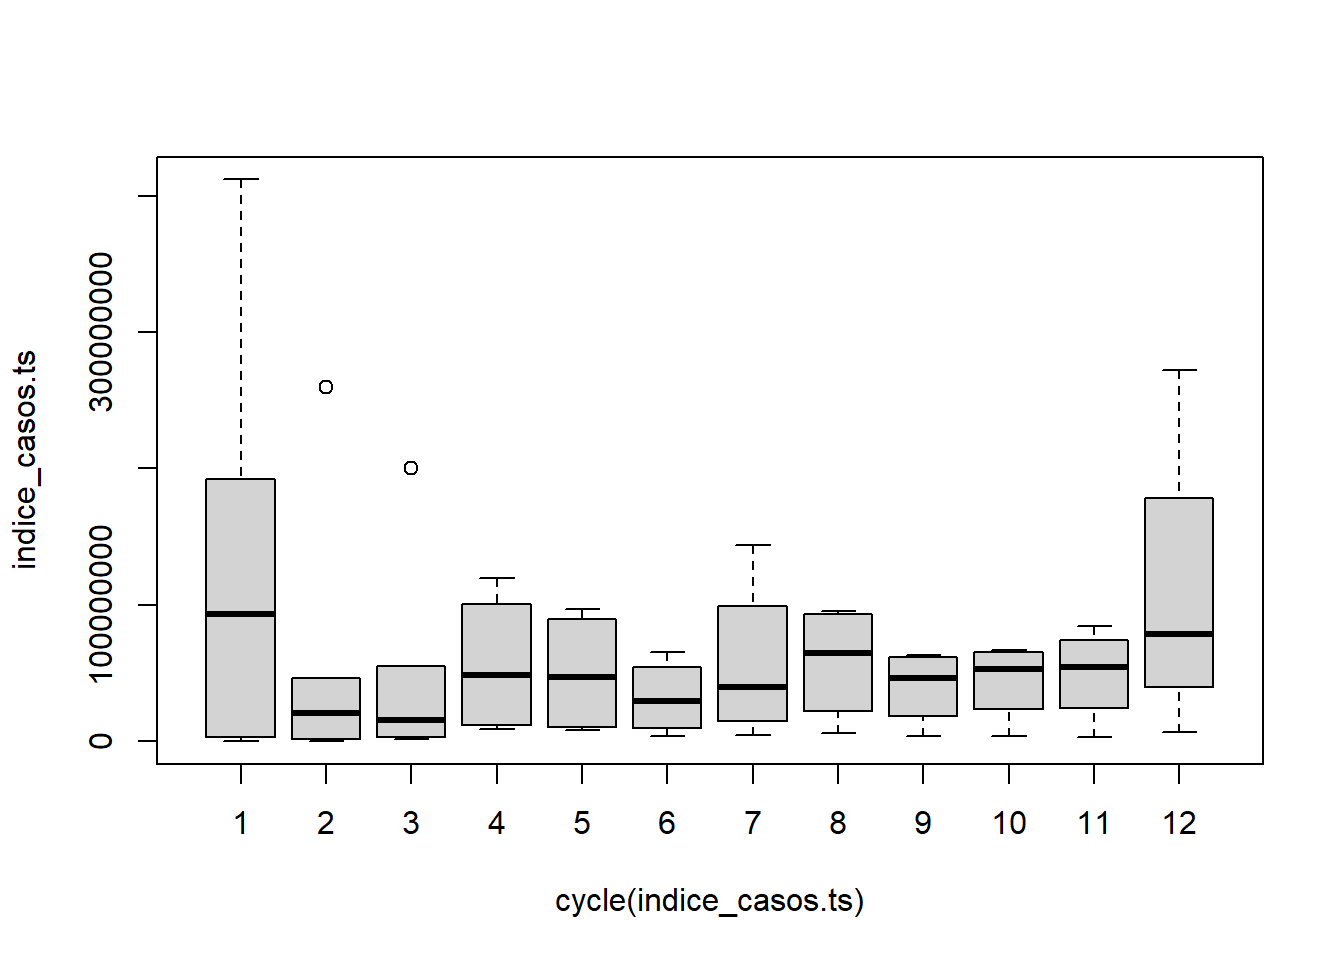 indice_casos.ts
300000000
100000000
0
1 2 3 4 5 6 7 8 9 10 11 12
cycle(indice_casos.ts)